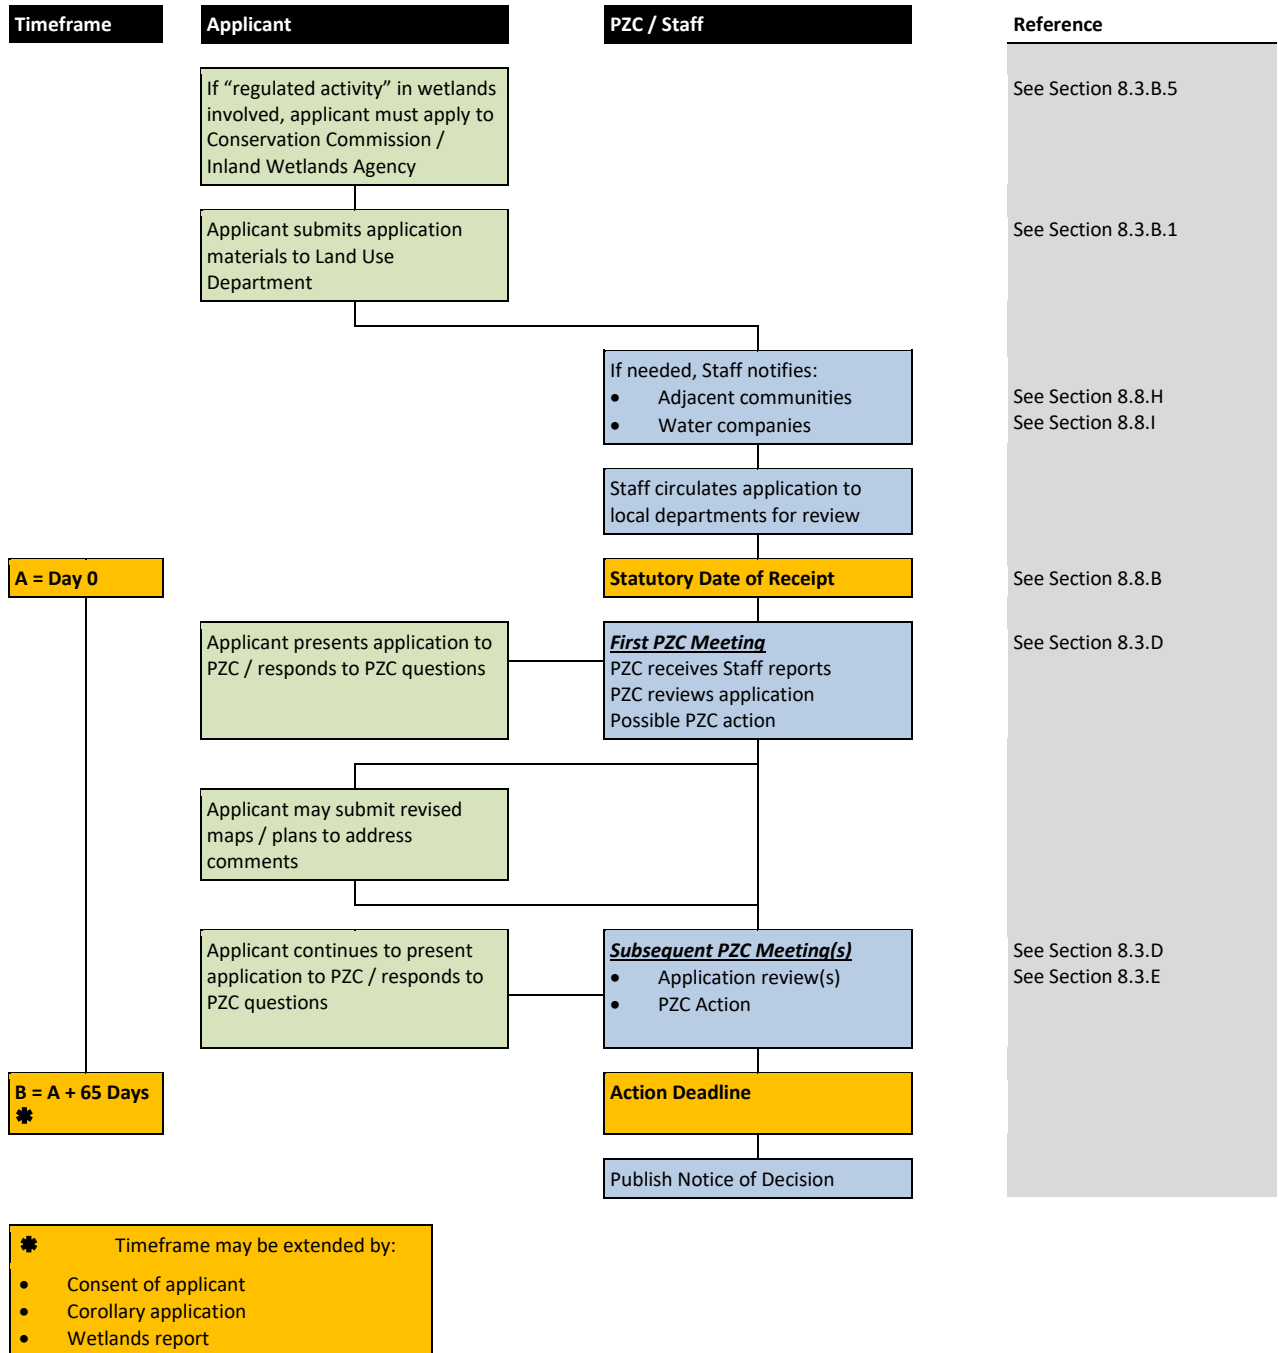 Timeframe
Applicant
PZC / Staff
Reference
If “regulated activity” in wetlands
involved, applicant must apply to
Conservation Commission /
Inland Wetlands Agency
See Section 8.3.B.5
Applicant submits application
materials to Land Use
Department
See Section 8.3.B.1
If needed, Staff notifies:
• Adjacent communities
• Water companies
See Section 8.8.H
See Section 8.8.I
Staff circulates application to
local departments for review
A = Day 0
Statutory Date of Receipt
See Section 8.8.B
Applicant presents application to
PZC / responds to PZC questions
First PZC Meeting
PZC receives Staff reports
PZC reviews application
Possible PZC action
See Section 8.3.D
Applicant may submit revised
maps / plans to address
comments
Applicant continues to present
application to PZC / responds to
PZC questions
Subsequent PZC Meeting(s)
• Application review(s)
• PZC Action
See Section 8.3.D
See Section 8.3.E
B = A + 65 Days
✱
Action Deadline
Publish Notice of Decision
✱ Timeframe may be extended by:
• Consent of applicant
• Corollary application
• Wetlands report